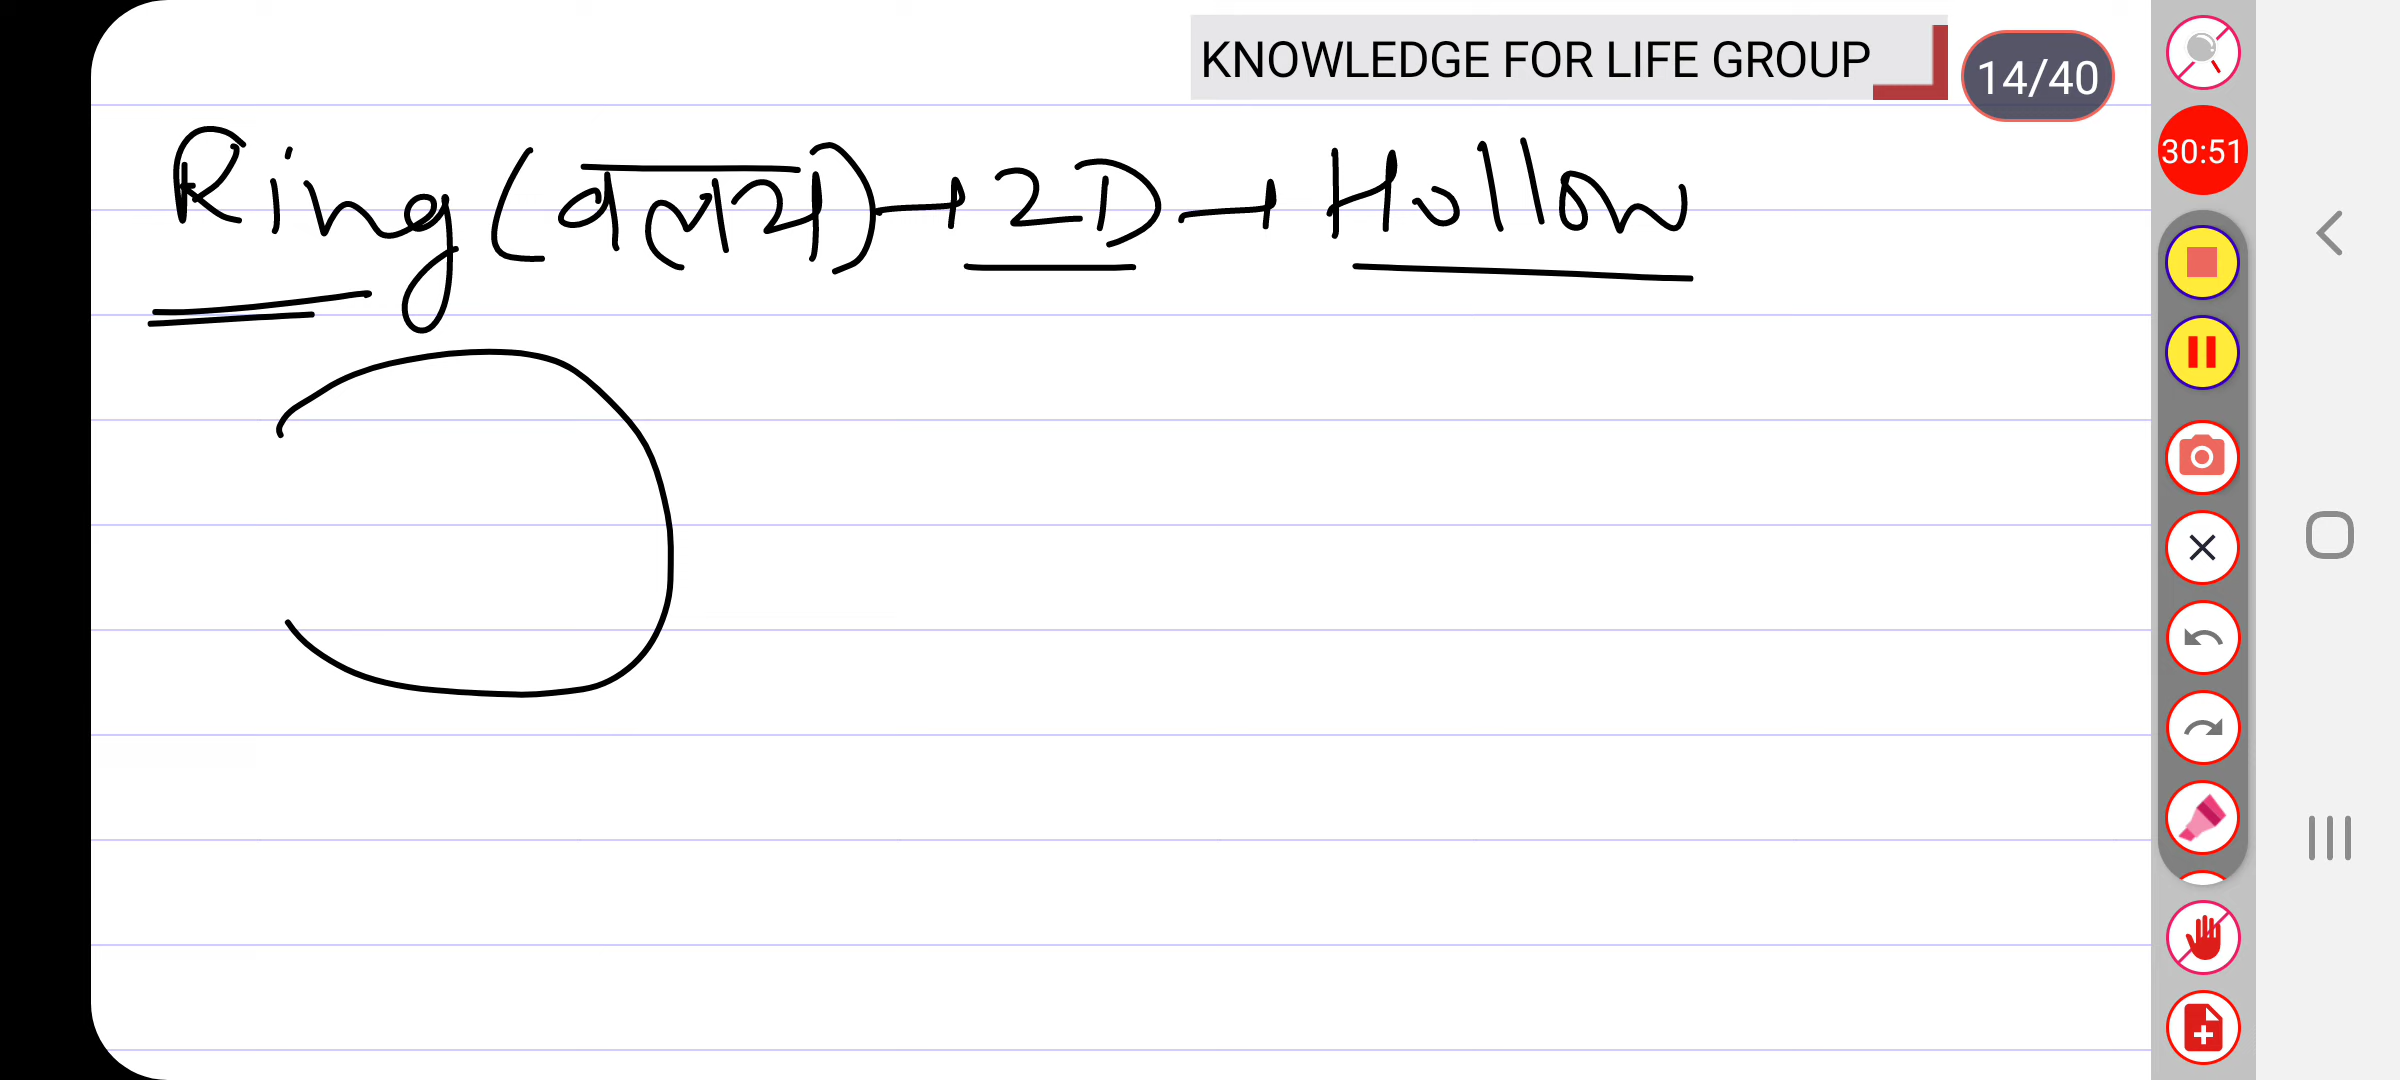 KNOWLEDGE FOR LIFE GROUP
14/40
30:51
Ring (वलय) → 2D → Hollow